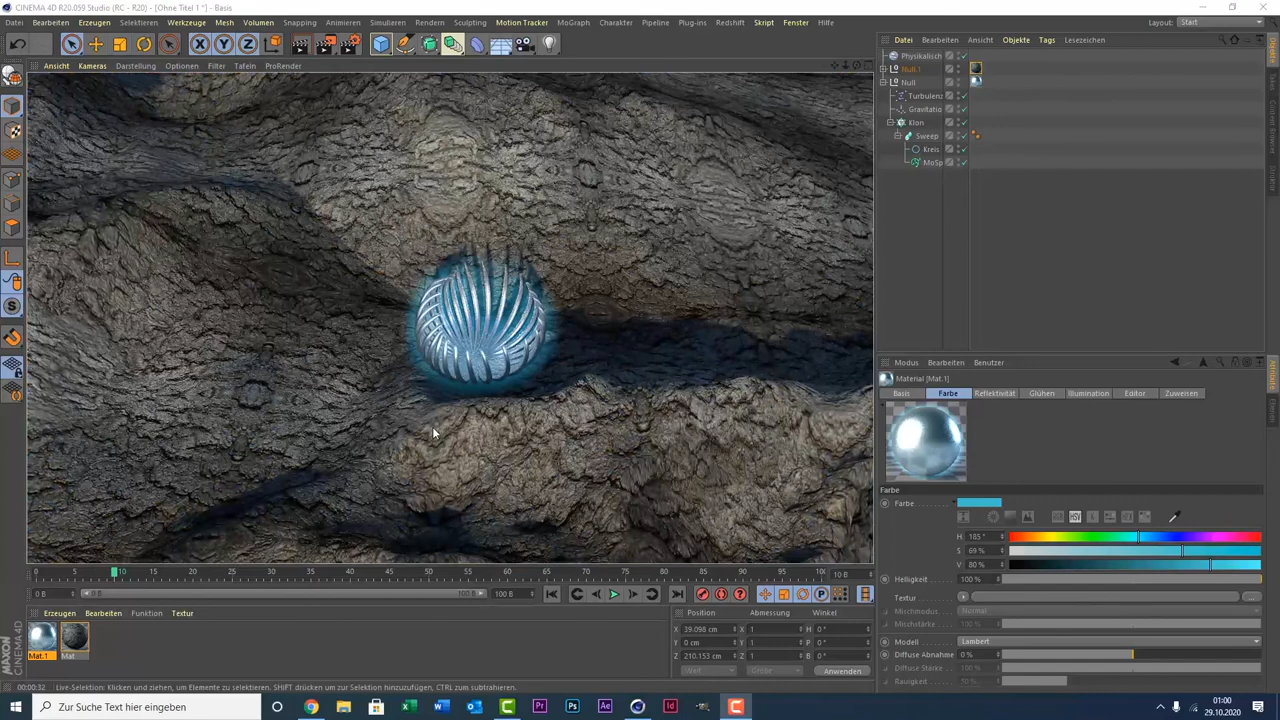 CINEMA 4D R20.059 Studio (RC - R20) - [Ohne Titel 1 *] - Basis
Datei Bearbeiten Erzeugen Selektieren Werkzeuge Mesh Volumen Snapping Animieren Simulieren Rendern Sculpting Motion Tracker MoGraph Charakter Pipeline Plug-ins Redshift Skript Fenster Hilfe
Layout: Start
Datei Bearbeiten Ansicht Objekte Tags Lesezeichen
Ansicht Kameras Darstellung Optionen Filter Tafeln ProRender
Physikalisch
Null.1
Null
Turbulenz
Gravitatio
Klon
Sweep
Kreis
MoSp
Modus Bearbeiten Benutzer
Material [Mat.1]
Basis Farbe Reflektivität Glühen Illumination Editor Zuweisen
Farbe
Farbe
HSV
H 185 °
S 69 %
V 80 %
Helligkeit 100 %
Textur
Mischmodus Normal
Mischstärke 100 %
Modell Lambert
Diffuse Abnahme 0 %
Diffuse Stärke 100 %
Rauigkeit
0 5 10 15 20 25 30 35 40 45 50 55 60 65 70 75 80 85 90 95 100
10 B
0 B 0 B 100 B 100 B
Erzeugen Bearbeiten Funktion Textur
Mat.1 Mat
Position Abmessung Winkel
X 39.098 cm X 1 H 0 °
Y 0 cm Y 1 P 0 °
Z 210.153 cm Z 1 B 0 °
Welt Größe Anwenden
MAXON CINEMA 4D
00:00:32 Live-Selektion: Klicken und ziehen, um Elemente zu selektieren. SHIFT drücken um zur Selektion hinzuzufügen, CTRL zum subtrahieren.
Zur Suche Text hier eingeben
01:00
29.10.2020